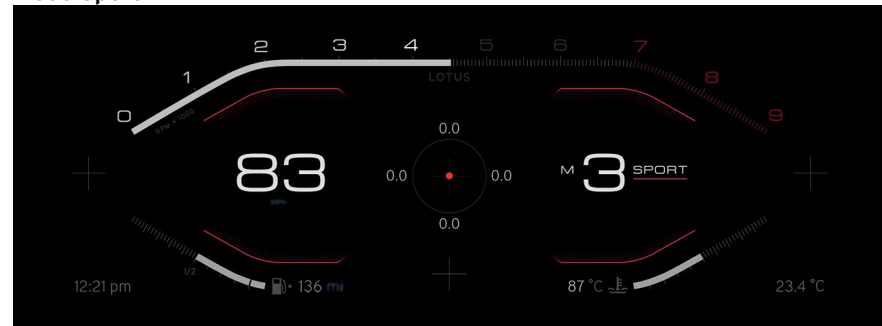 0 1 2 3 4 5 6 7 8 9
RPM × 1000
LOTUS
0.0
83
0.0 0.0
M 3 SPORT
MPH
0.0
1/2
12:21 pm
136 mi
87 °C
23.4 °C